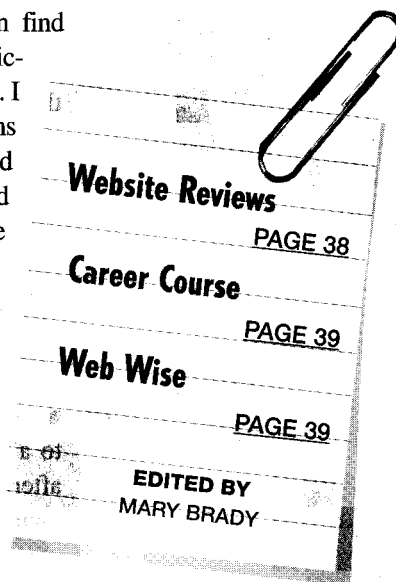 n find
ic-
. I
ns
d
d
e
Website Reviews
PAGE 38
Career Course
PAGE 39
Web Wise
PAGE 39
EDITED BY
MARY BRADY